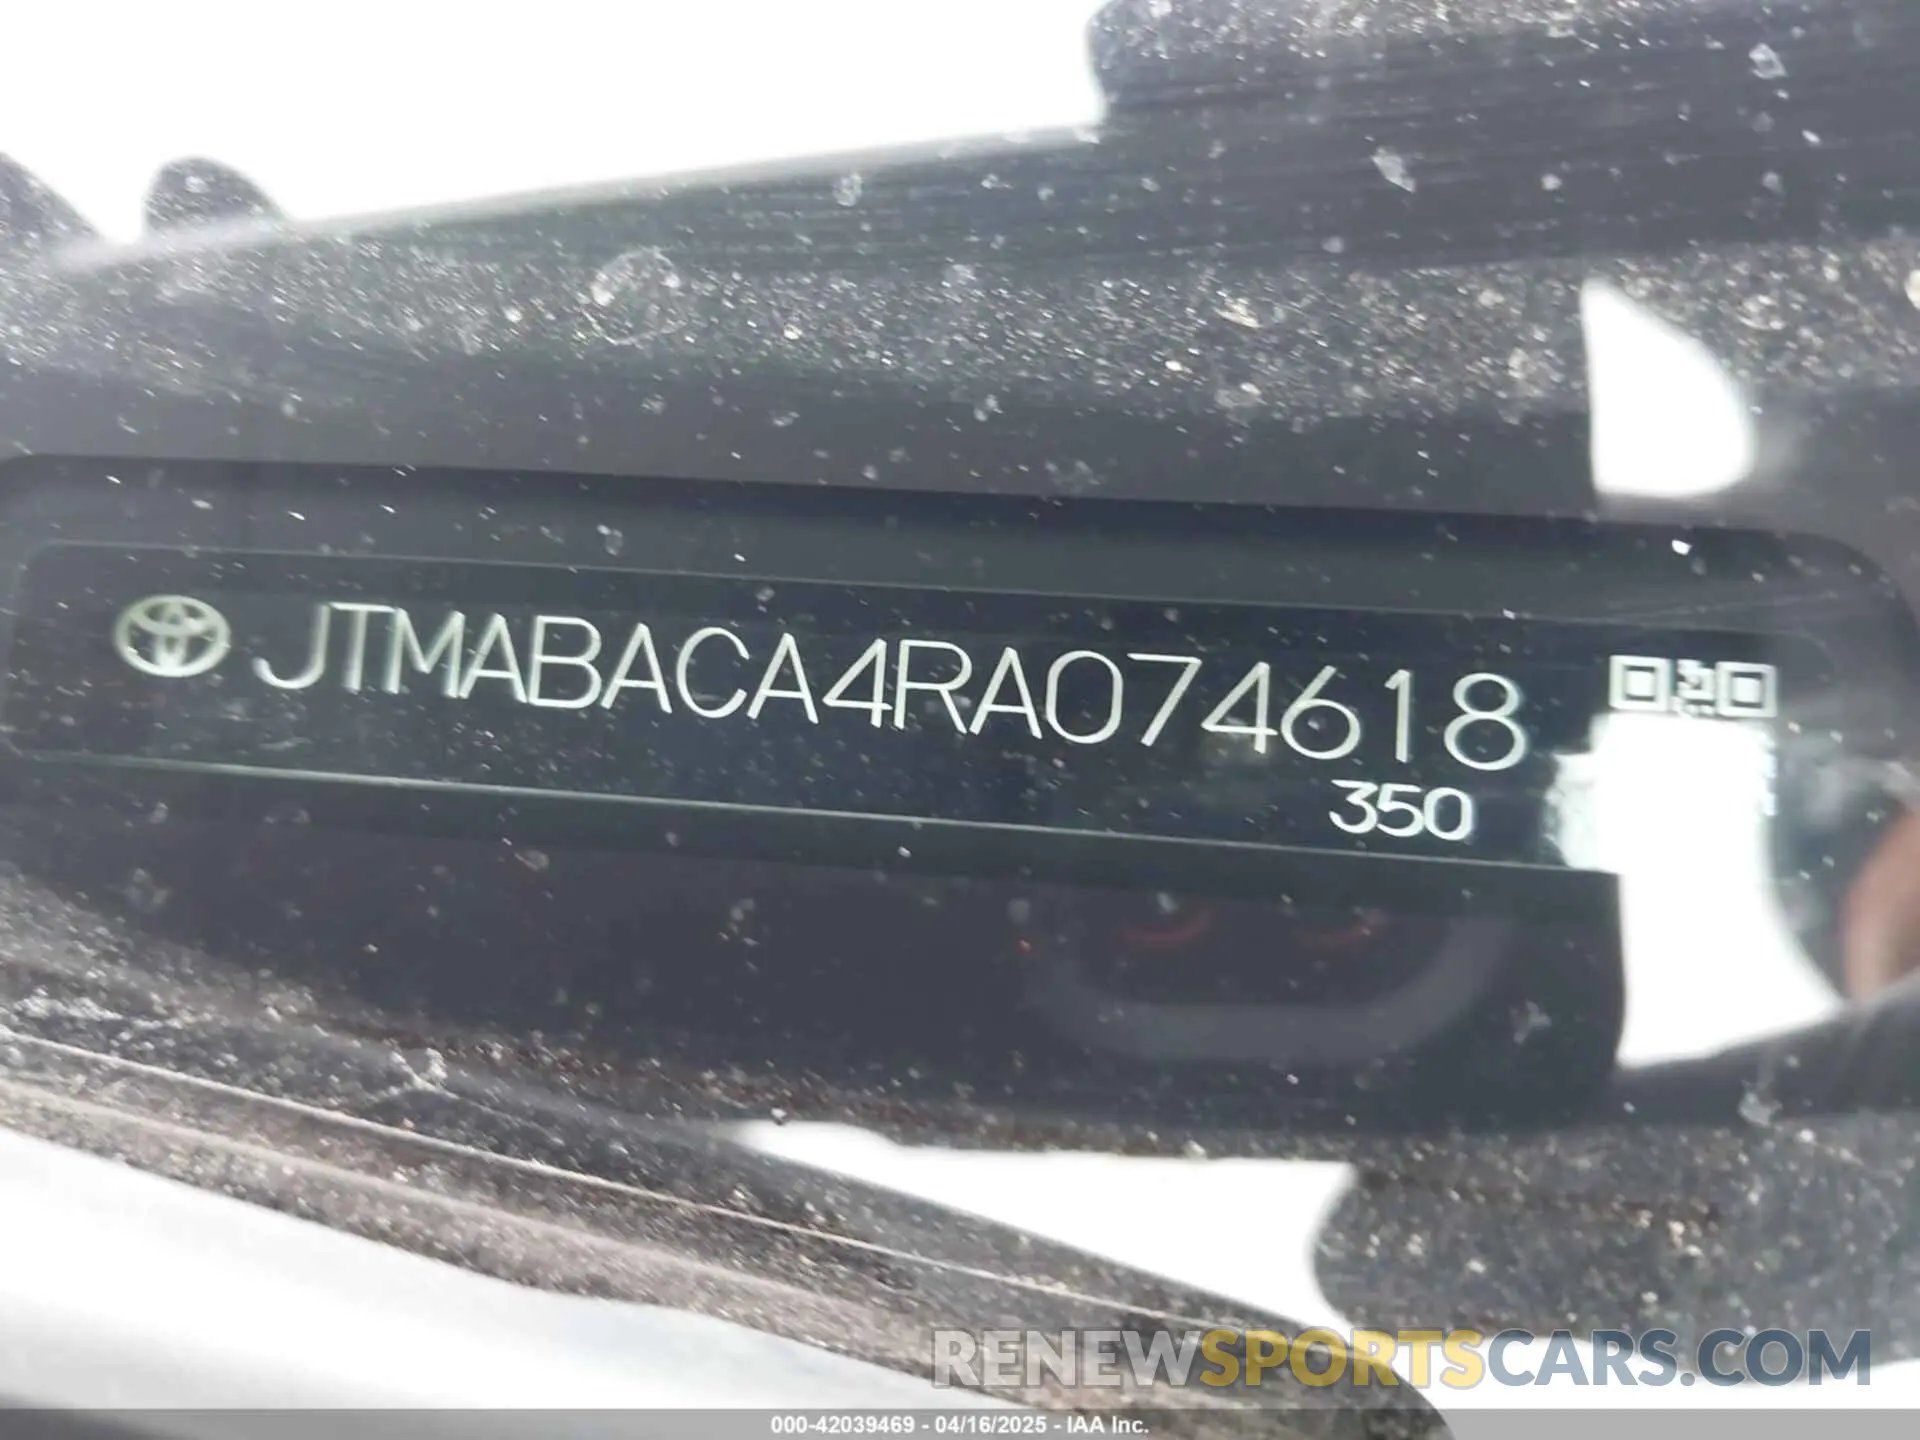 JTMABACA4RA074618
350
RENEWSPORTSCARS.COM
000-42039469 - 04/16/2025 - IAA Inc.